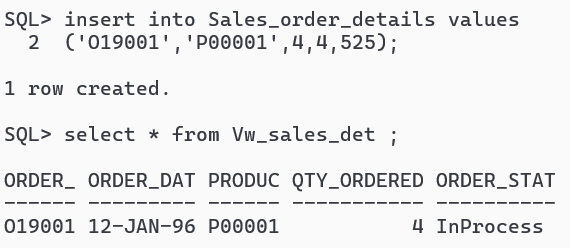 SQL> insert into Sales_order_details values
  2  ('O19001','P00001',4,4,525);
1 row created.
SQL> select * from Vw_sales_det ;
ORDER_ ORDER_DAT PRODUC QTY_ORDERED ORDER_STAT
------ --------- ------ ----------- ----------
O19001 12-JAN-96 P00001           4 InProcess